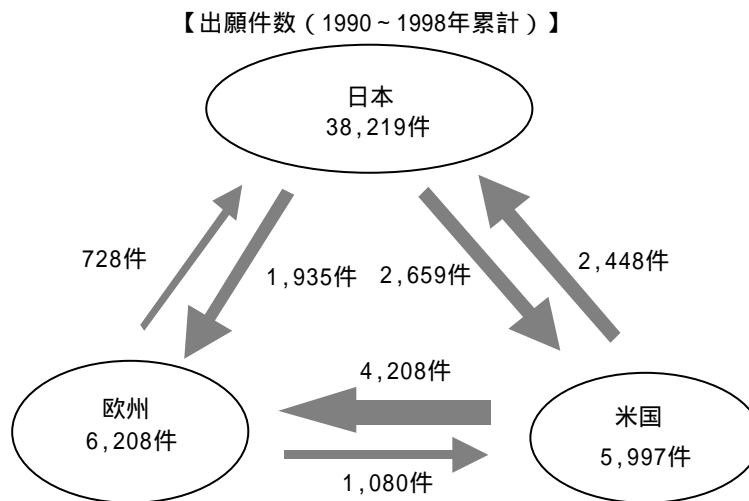 【出願件数(1990~1998年累計)】
日本
38,219件
728件
1,935件
2,659件
2,448件
4,208件
欧州
6,208件
米国
5,997件
1,080件